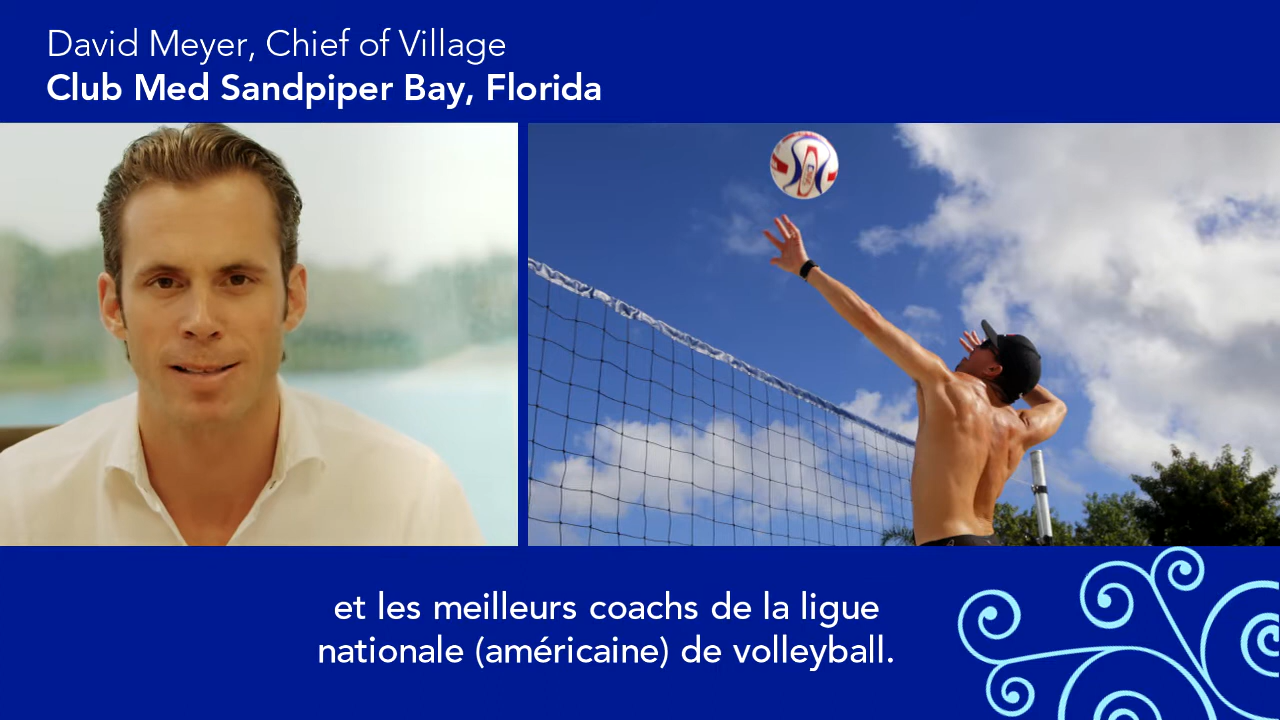 David Meyer, Chief of Village
Club Med Sandpiper Bay, Florida
et les meilleurs coachs de la ligue
nationale (américaine) de volleyball.